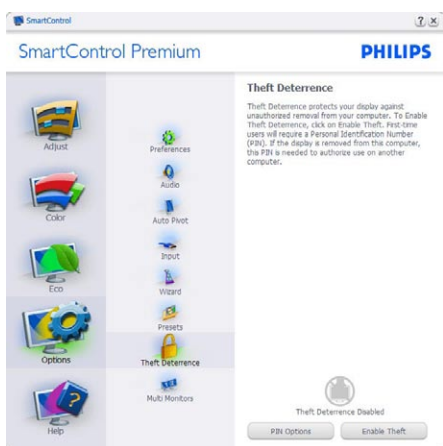 SmartControl
SmartControl Premium
PHILIPS
Adjust
Color
Eco
Options
Help
Preferences
Audio
Auto Pivot
Input
Wizard
Presets
Theft Deterrence
Multi Monitors
Theft Deterrence
Theft Deterrence protects your display against
unauthorized removal from your computer. To Enable
Theft Deterrence, click on Enable Theft. First-time
users will require a Personal Identification Number
(PIN). If the display is removed from this computer,
this PIN is needed to authorize use on another
computer.
Theft Deterrence Disabled
PIN Options
Enable Theft